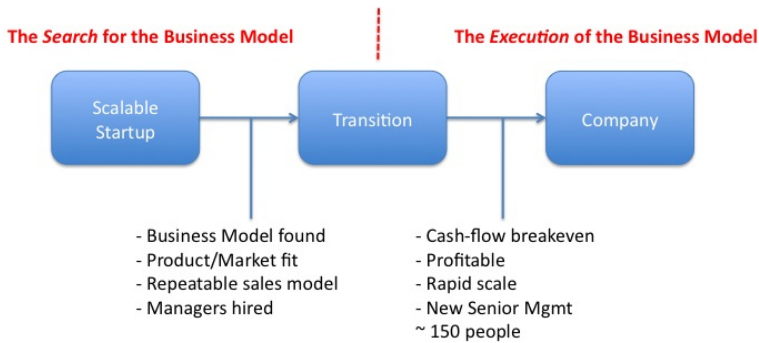 The Search for the Business Model
The Execution of the Business Model
Scalable
Startup
Transition
Company
- Business Model found
- Product/Market fit
- Repeatable sales model
- Managers hired
- Cash-flow breakeven
- Profitable
- Rapid scale
- New Senior Mgmt
~ 150 people